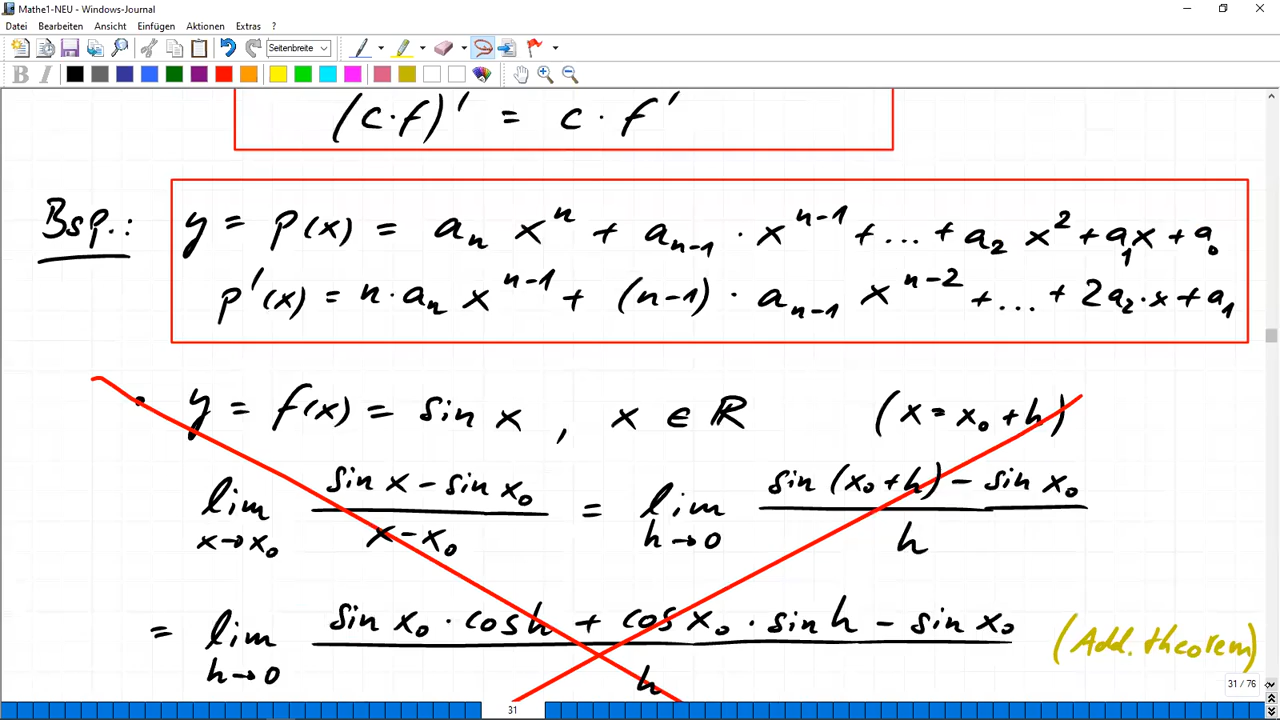 Mathe1-NEU - Windows-Journal
Datei Bearbeiten Ansicht Einfügen Aktionen Extras ?
Seitenbreite
B I
(c·f)' = c · f'
Bsp.: y = p(x) = aₙ xⁿ + aₙ₋₁ · xⁿ⁻¹ + ... + a₂ x² + a₁x + a₀
p'(x) = n · aₙ xⁿ⁻¹ + (n-1) · aₙ₋₁ xⁿ⁻² + ... + 2a₂·x + a₁
• y = f(x) = sin x , x ∈ ℝ (x = x₀ + h)
lim x→x₀ (sin x − sin x₀)/(x − x₀) = lim h→0 (sin (x₀+h) − sin x₀)/h
= lim h→0 (sin x₀ · cos h + cos x₀ · sin h − sin x₀)/h (Add. theorem)
31 / 76
31